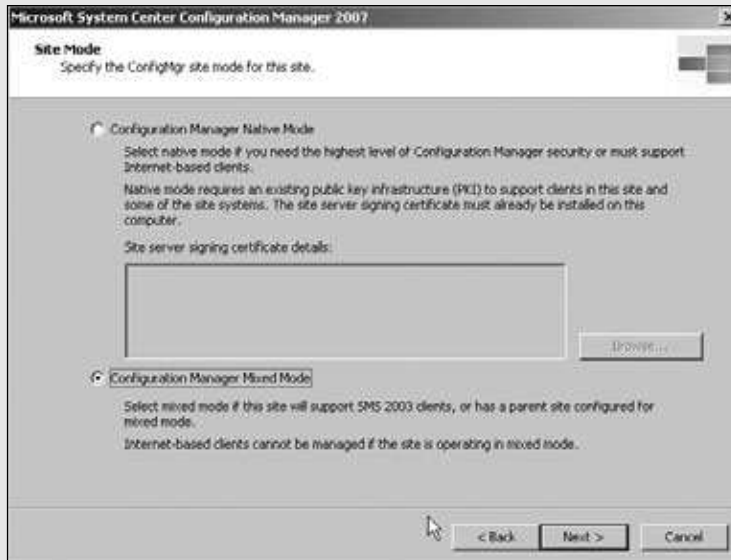 Microsoft System Center Configuration Manager 2007
Site Mode
Specify the ConfigMgr site mode for this site.
Configuration Manager Native Mode
Select native mode if you need the highest level of Configuration Manager security or must support
Internet-based clients.
Native mode requires an existing public key infrastructure (PKI) to support clients in this site and
some of the site systems. The site server signing certificate must already be installed on this
computer.
Site server signing certificate details:
Browse...
Configuration Manager Mixed Mode
Select mixed mode if this site will support SMS 2003 clients, or has a parent site configured for
mixed mode.
Internet-based clients cannot be managed if the site is operating in mixed mode.
< Back Next > Cancel